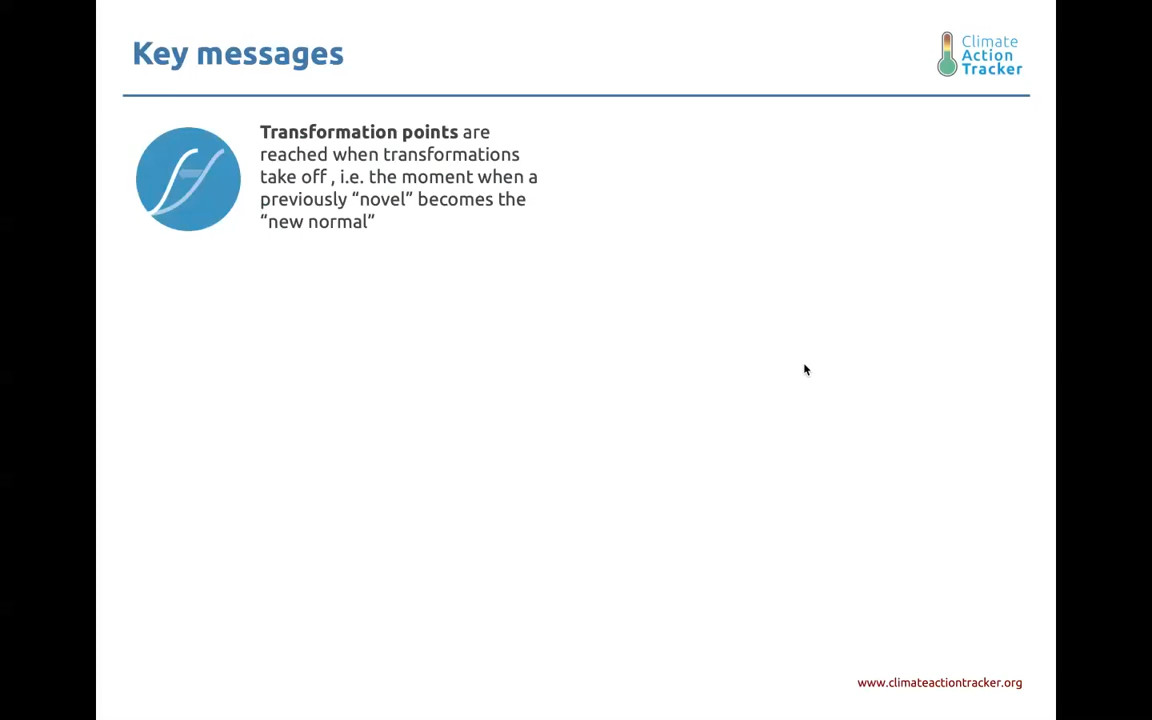 Key messages
Climate
Action
Tracker
Transformation points are
reached when transformations
take off , i.e. the moment when a
previously “novel” becomes the
“new normal”
www.climateactiontracker.org